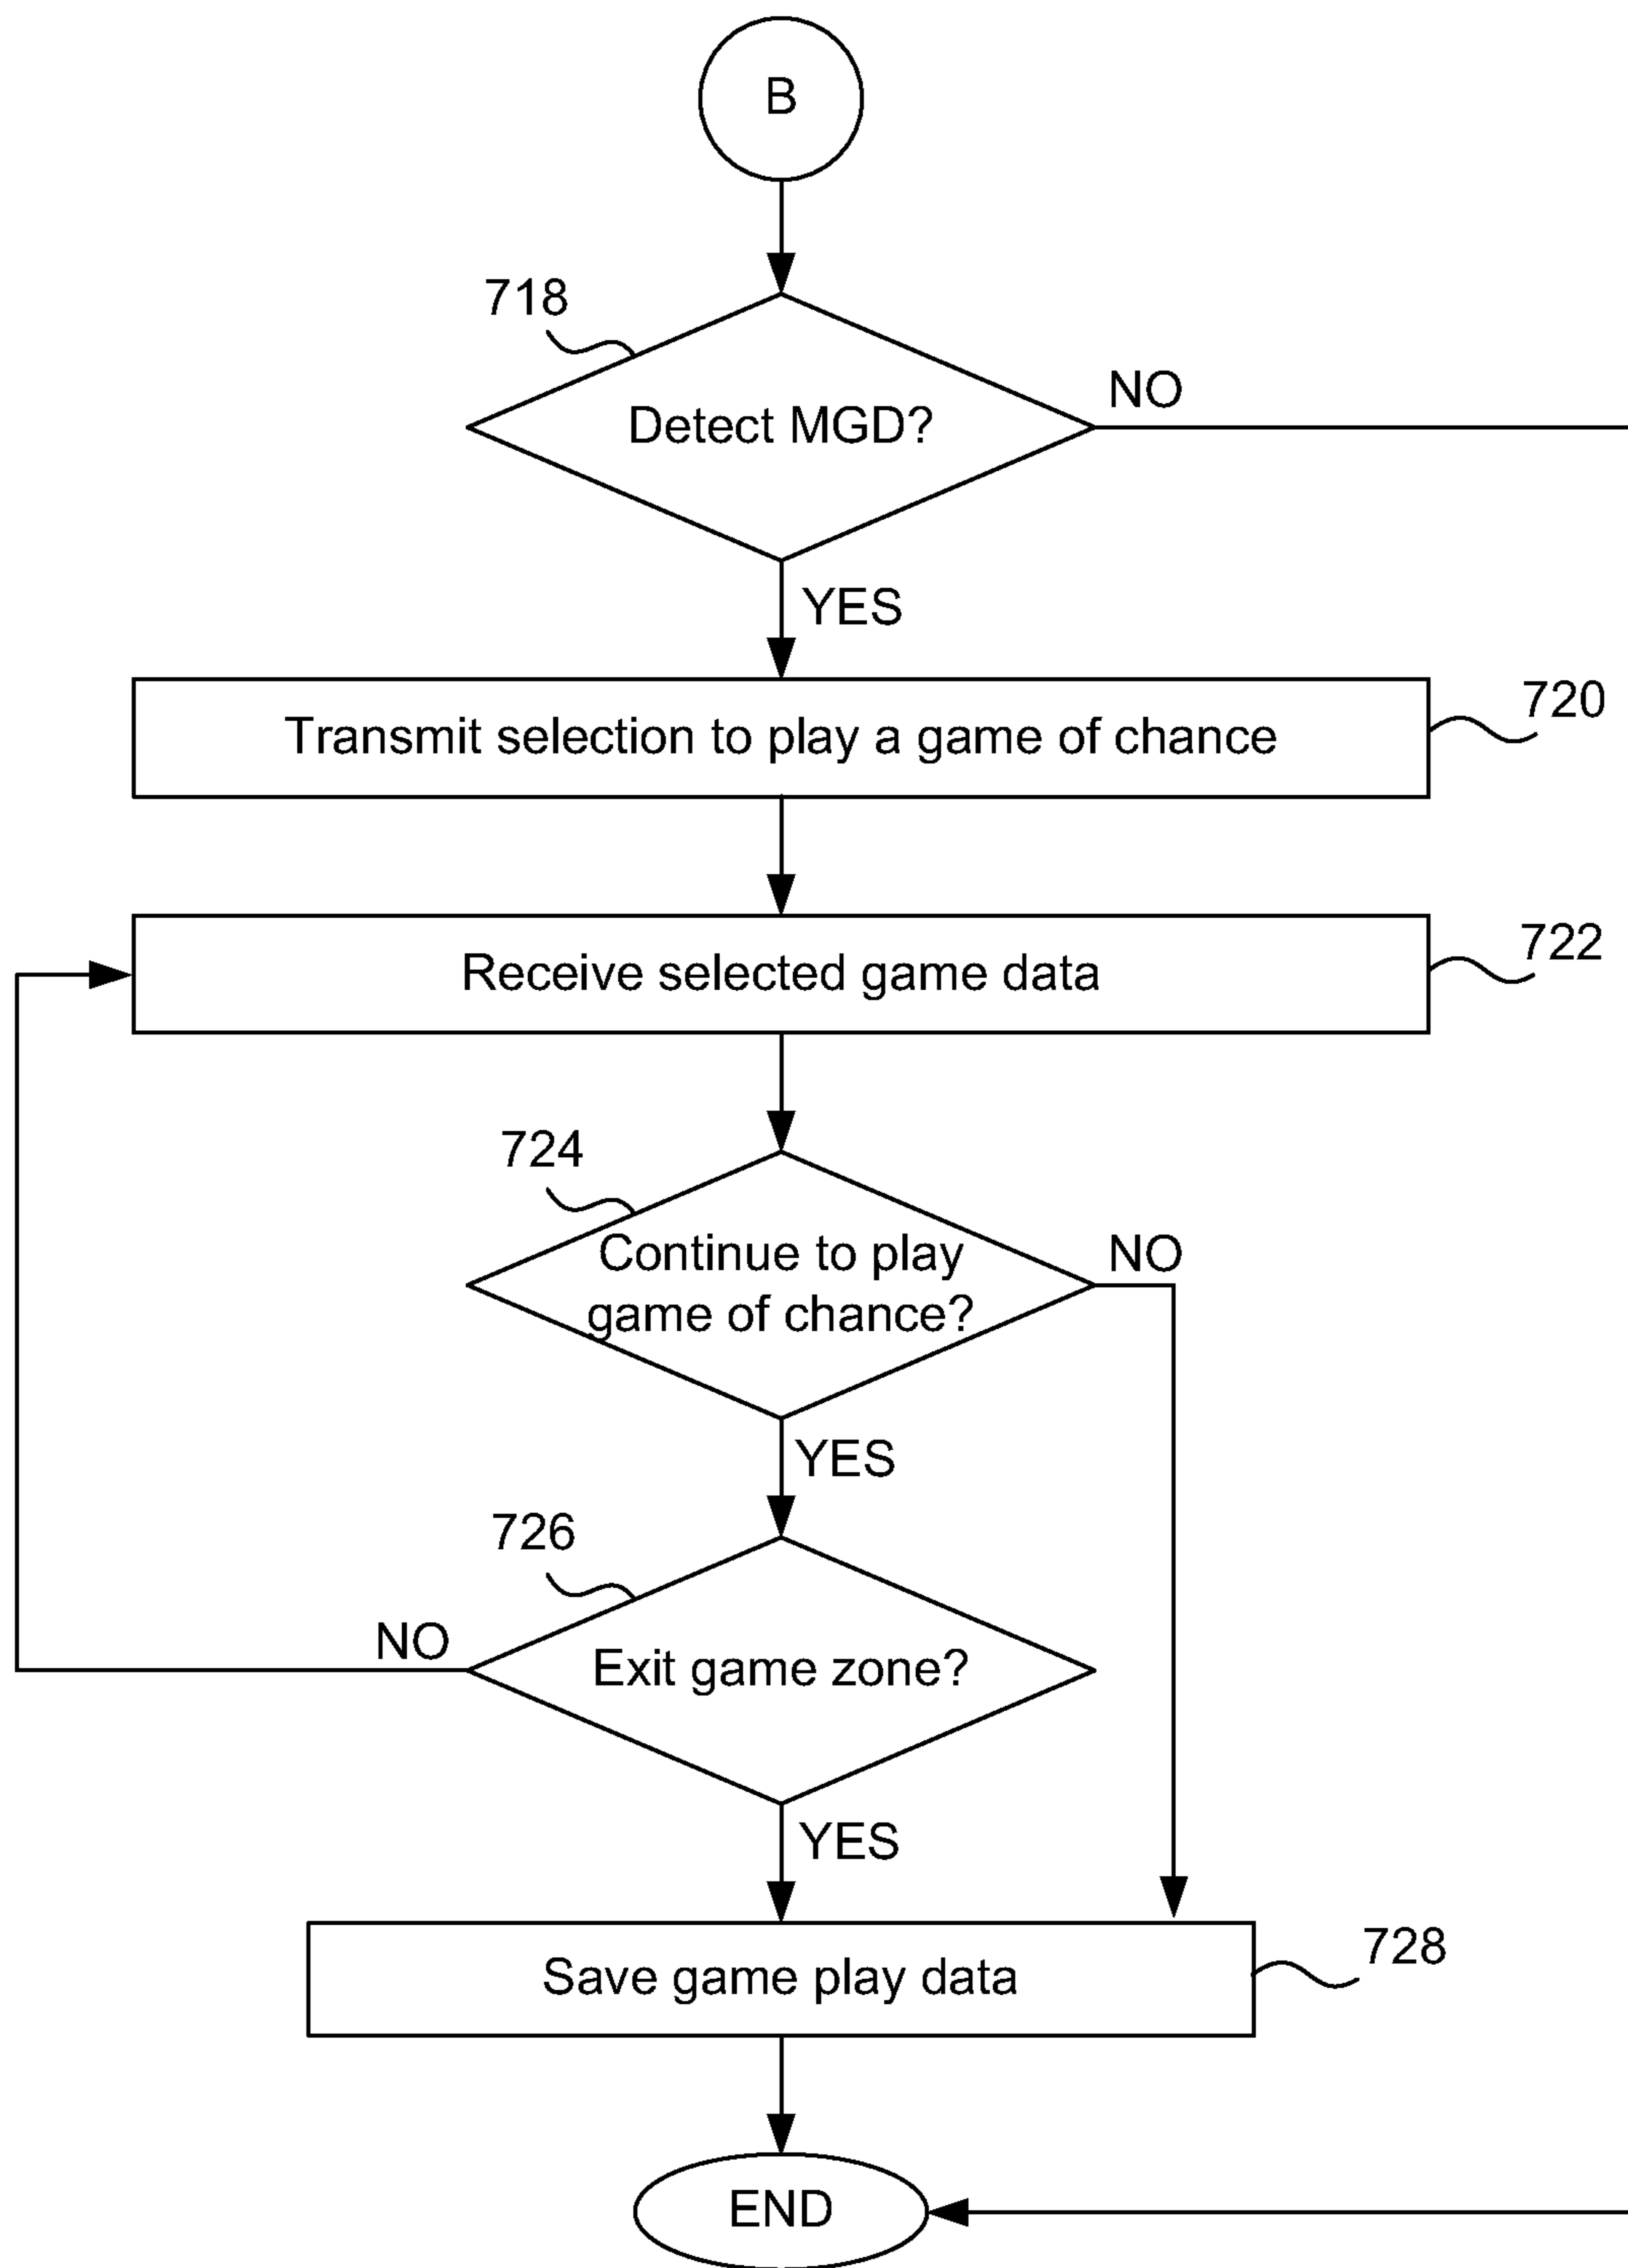 B
718
Detect MGD?
NO
YES
Transmit selection to play a game of chance
720
Receive selected game data
722
724
Continue to play
game of chance?
NO
YES
726
Exit game zone?
NO
YES
Save game play data
728
END